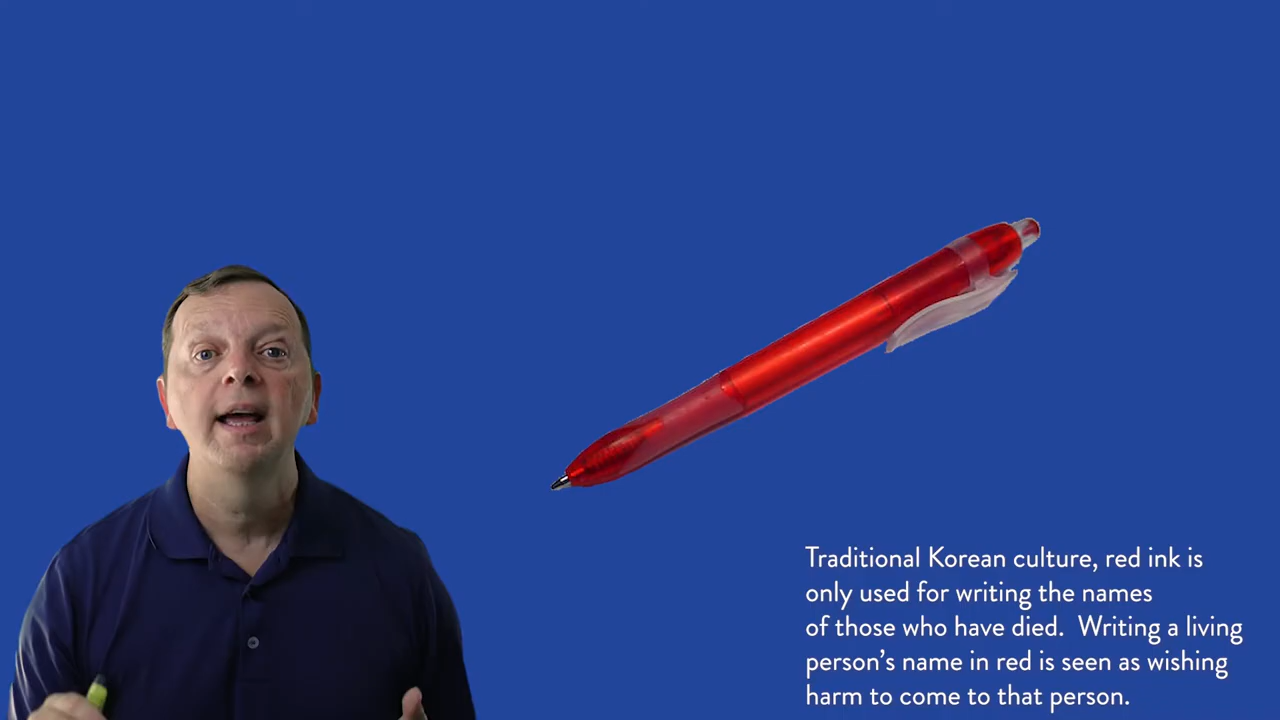 Traditional Korean culture, red ink is
only used for writing the names
of those who have died.  Writing a living
person’s name in red is seen as wishing
harm to come to that person.